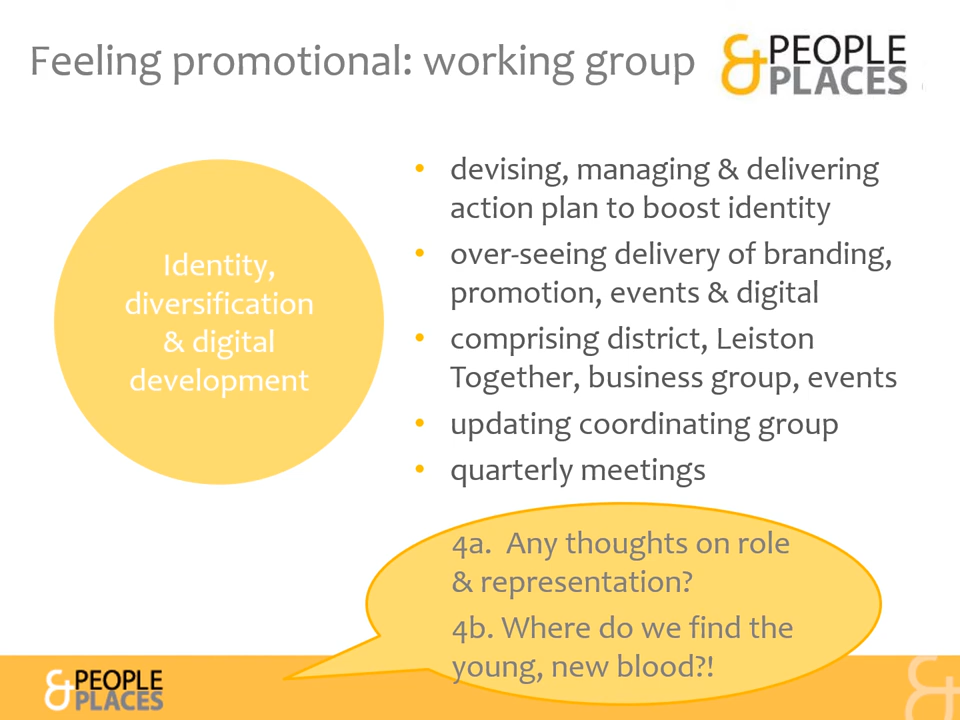 Feeling promotional: working group
& PEOPLE
PLACES
Identity,
diversification
& digital
development
• devising, managing & delivering
action plan to boost identity
• over-seeing delivery of branding,
promotion, events & digital
• comprising district, Leiston
Together, business group, events
• updating coordinating group
• quarterly meetings
4a. Any thoughts on role
& representation?
4b. Where do we find the
young, new blood?!
& PEOPLE
PLACES
&